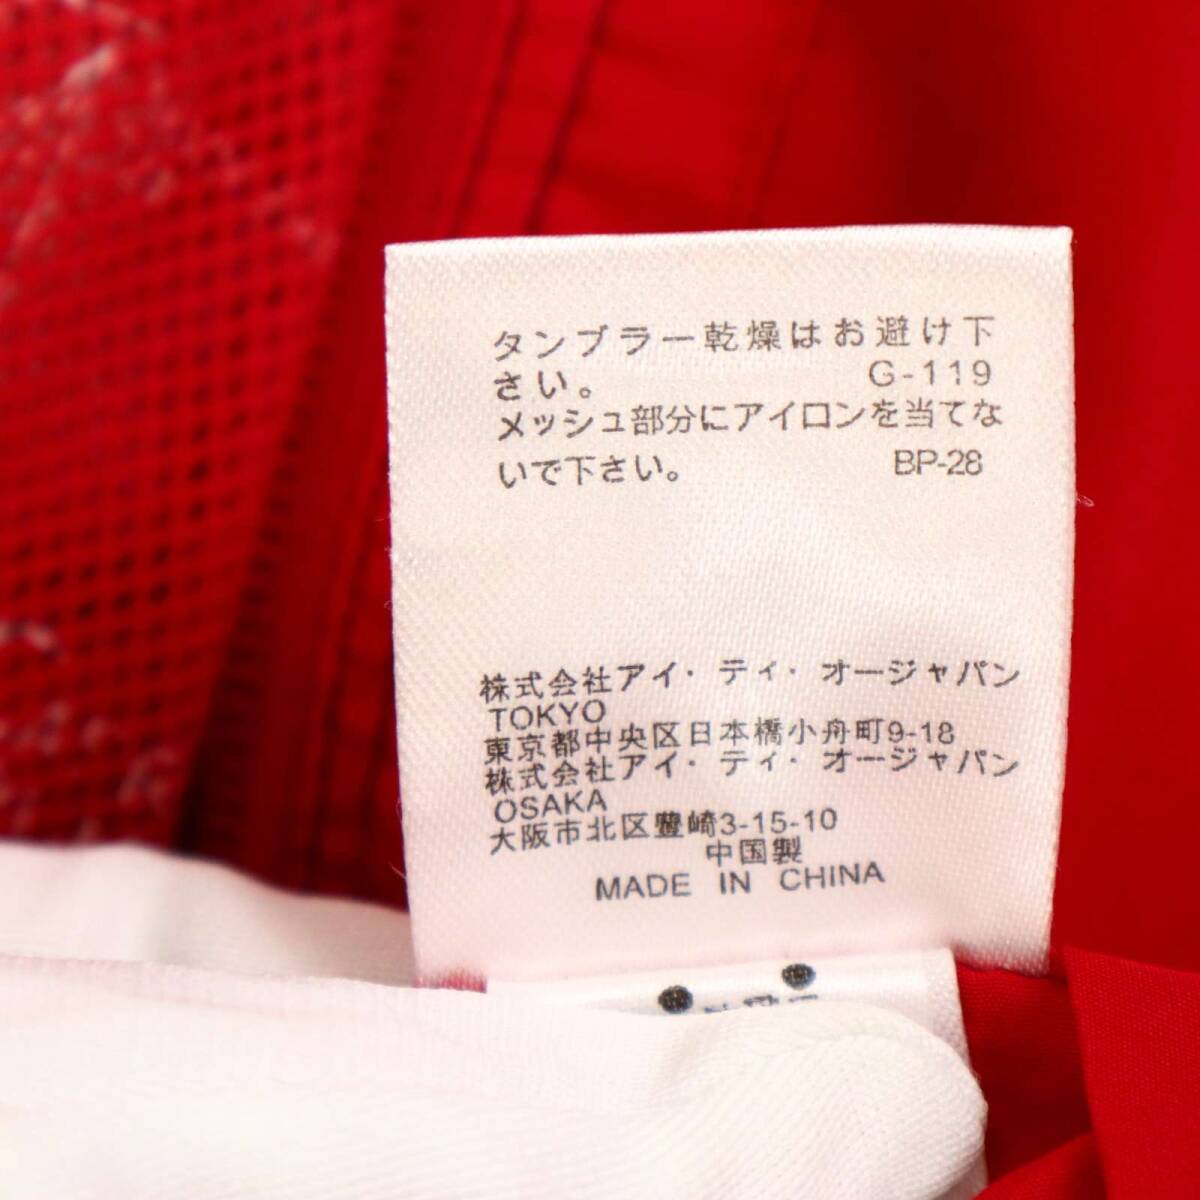 タンブラー乾燥はお避け下
さい。 G-119
メッシュ部分にアイロンを当てな
いで下さい。 BP-28
株式会社アイ・ティ・オージャパン
TOKYO
東京都中央区日本橋小舟町9-18
株式会社アイ・ティ・オージャパン
OSAKA
大阪市北区豊崎3-15-10
中国製
MADE IN CHINA